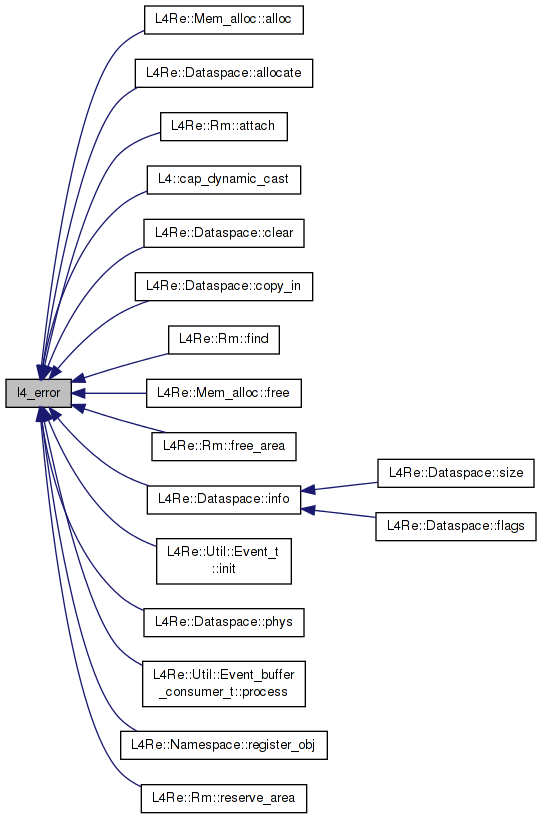 L4Re::Mem_alloc::alloc
L4Re::Dataspace::allocate
L4Re::Rm::attach
L4::cap_dynamic_cast
L4Re::Dataspace::clear
L4Re::Dataspace::copy_in
L4Re::Rm::find
l4_error
L4Re::Mem_alloc::free
L4Re::Rm::free_area
L4Re::Dataspace::info
L4Re::Dataspace::size
L4Re::Dataspace::flags
L4Re::Util::Event_t
::init
L4Re::Dataspace::phys
L4Re::Util::Event_buffer
_consumer_t::process
L4Re::Namespace::register_obj
L4Re::Rm::reserve_area